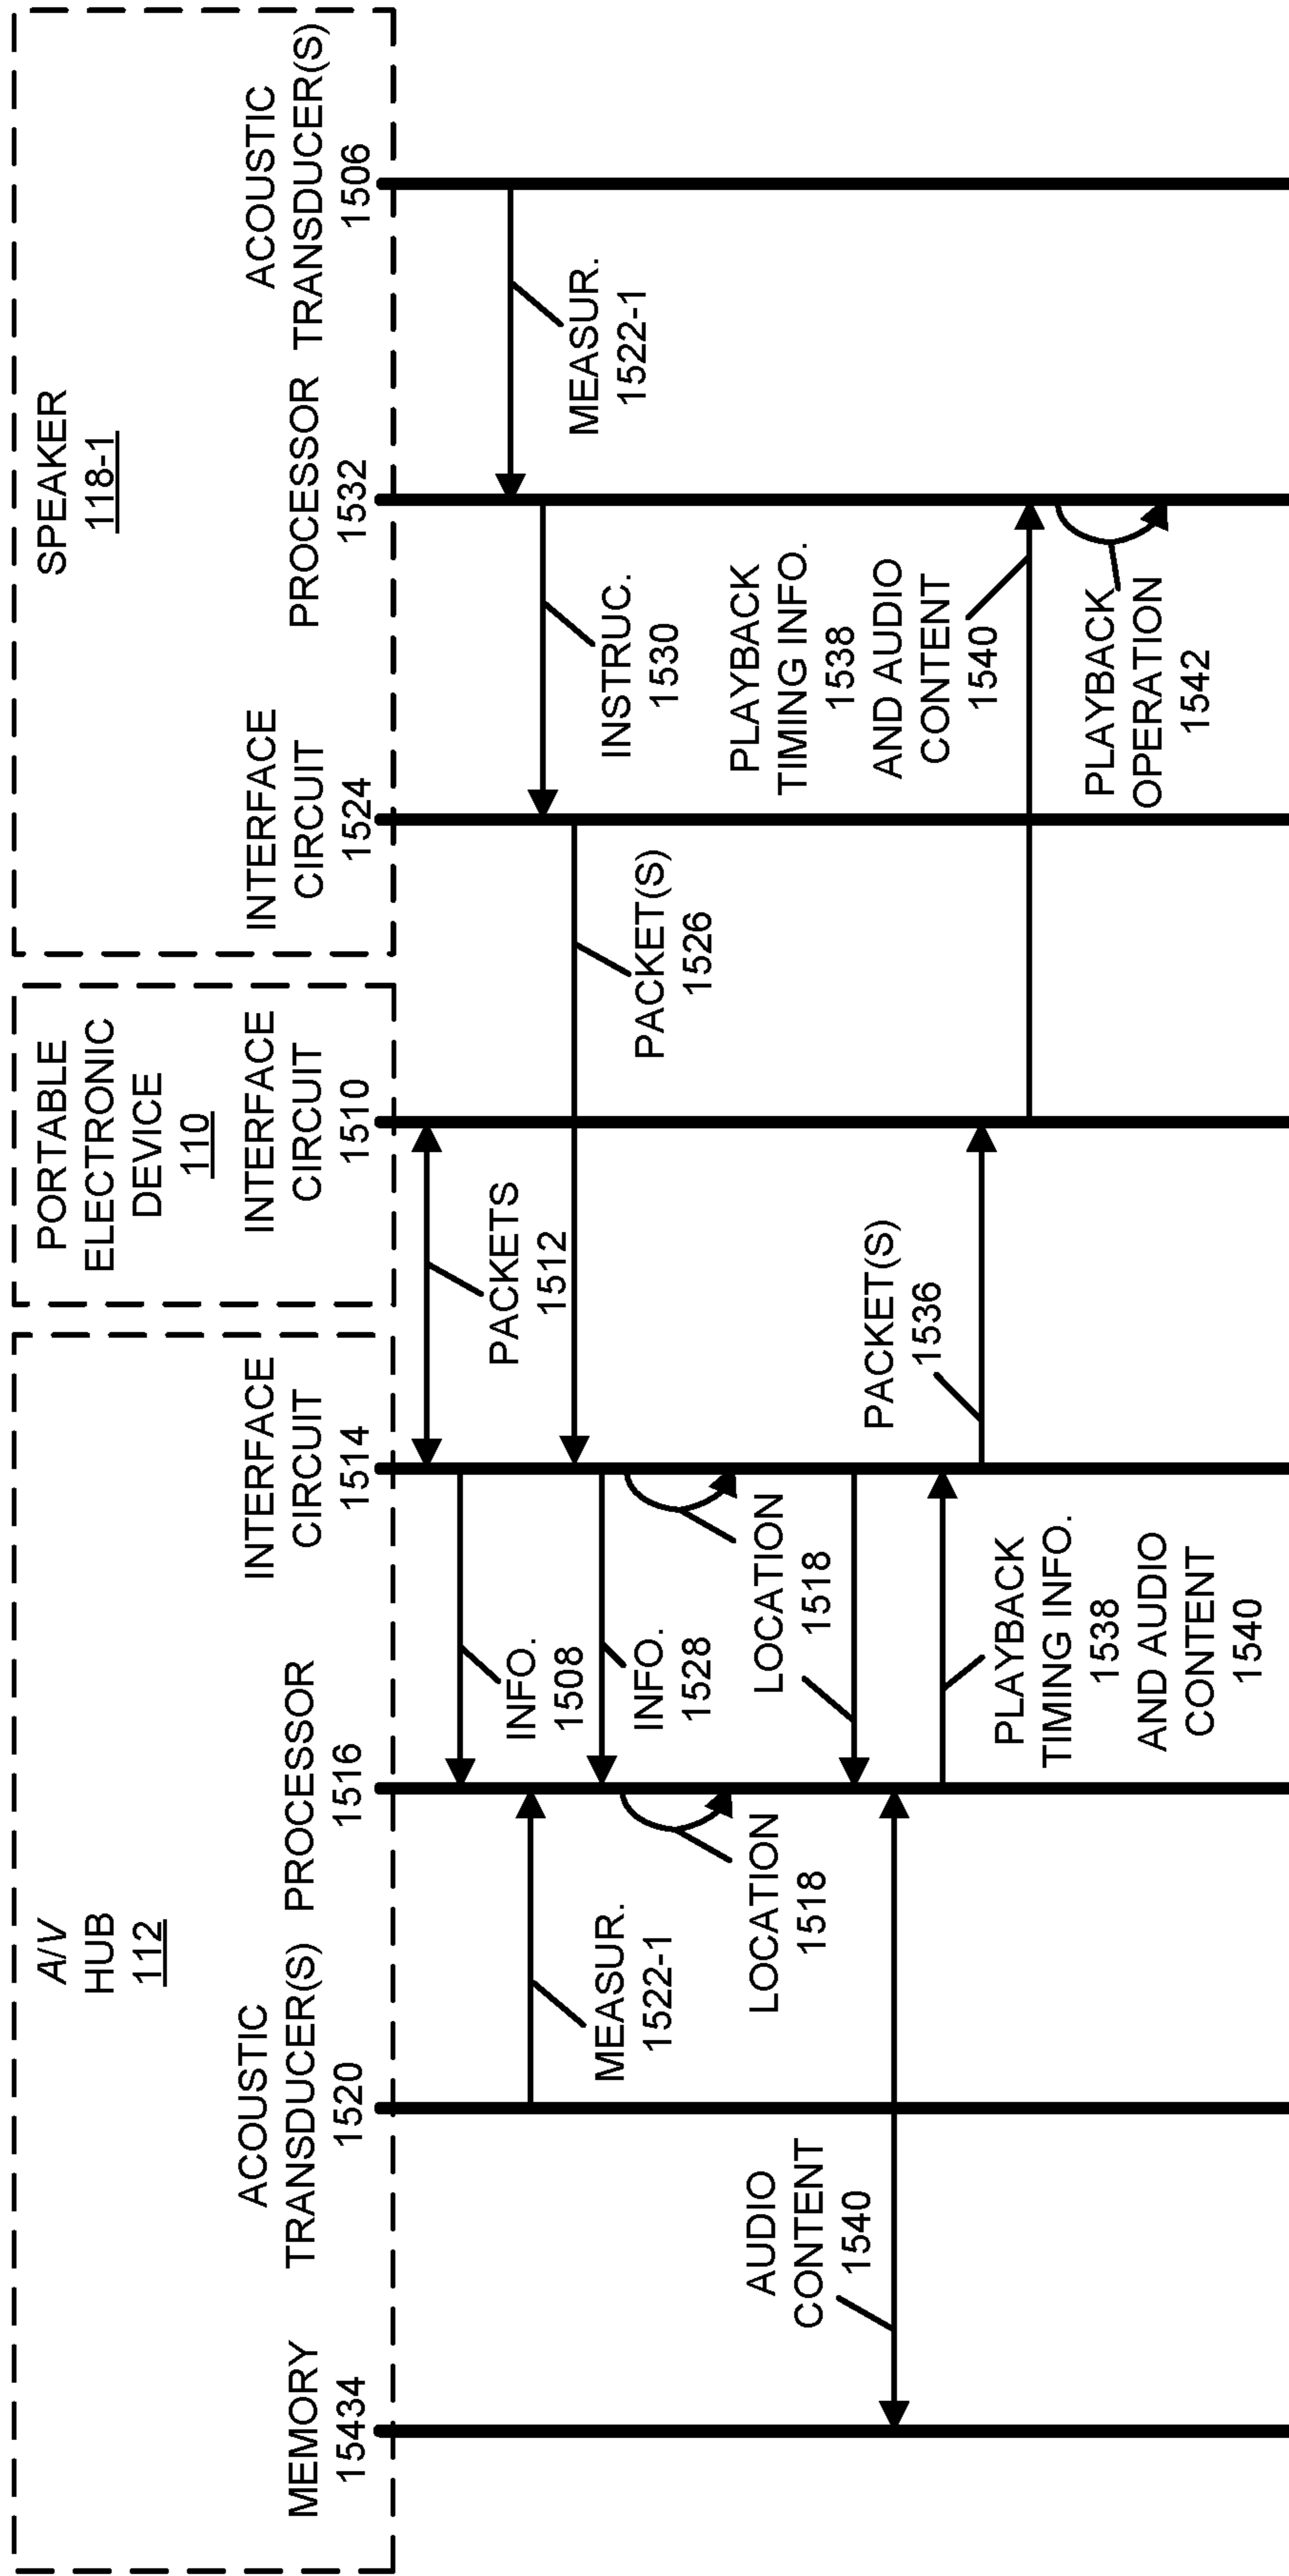 A/V
HUB
112
MEMORY
15434
ACOUSTIC
TRANSDUCER(S)
1520
PROCESSOR
1516
INTERFACE
CIRCUIT
1514
PORTABLE
ELECTRONIC
DEVICE
110
INTERFACE
CIRCUIT
1510
SPEAKER
118-1
INTERFACE
CIRCUIT
1524
PROCESSOR
1532
ACOUSTIC
TRANSDUCER(S)
1506
PACKETS
1512
INFO.
1508
MEASUR.
1522-1
MEASUR.
1522-1
INSTRUC.
1530
PACKET(S)
1526
INFO.
1528
LOCATION
1518
LOCATION
1518
AUDIO
CONTENT
1540
PLAYBACK
TIMING INFO.
1538
AND AUDIO
CONTENT
1540
PACKET(S)
1536
PLAYBACK
TIMING INFO.
1538
AND AUDIO
CONTENT
1540
PLAYBACK
OPERATION
1542